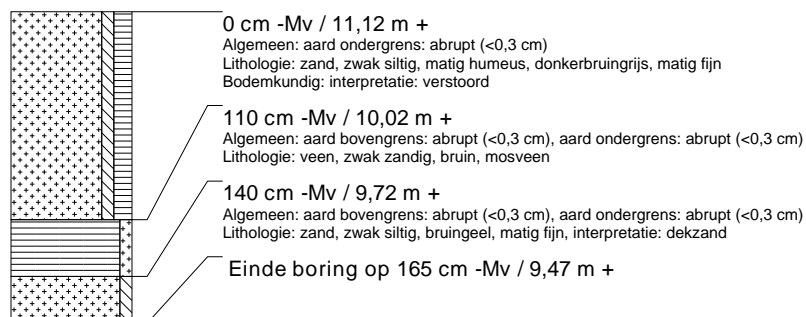 0 cm -Mv / 11,12 m +
Algemeen: aard ondergrens: abrupt (<0,3 cm)
Lithologie: zand, zwak siltig, matig humeus, donkerbruingrijs, matig fijn
Bodemkundig: interpretatie: verstoord
110 cm -Mv / 10,02 m +
Algemeen: aard bovengrens: abrupt (<0,3 cm), aard ondergrens: abrupt (<0,3 cm)
Lithologie: veen, zwak zandig, bruin, mosveen
140 cm -Mv / 9,72 m +
Algemeen: aard bovengrens: abrupt (<0,3 cm), aard ondergrens: abrupt (<0,3 cm)
Lithologie: zand, zwak siltig, bruingeel, matig fijn, interpretatie: dekzand
Einde boring op 165 cm -Mv / 9,47 m +